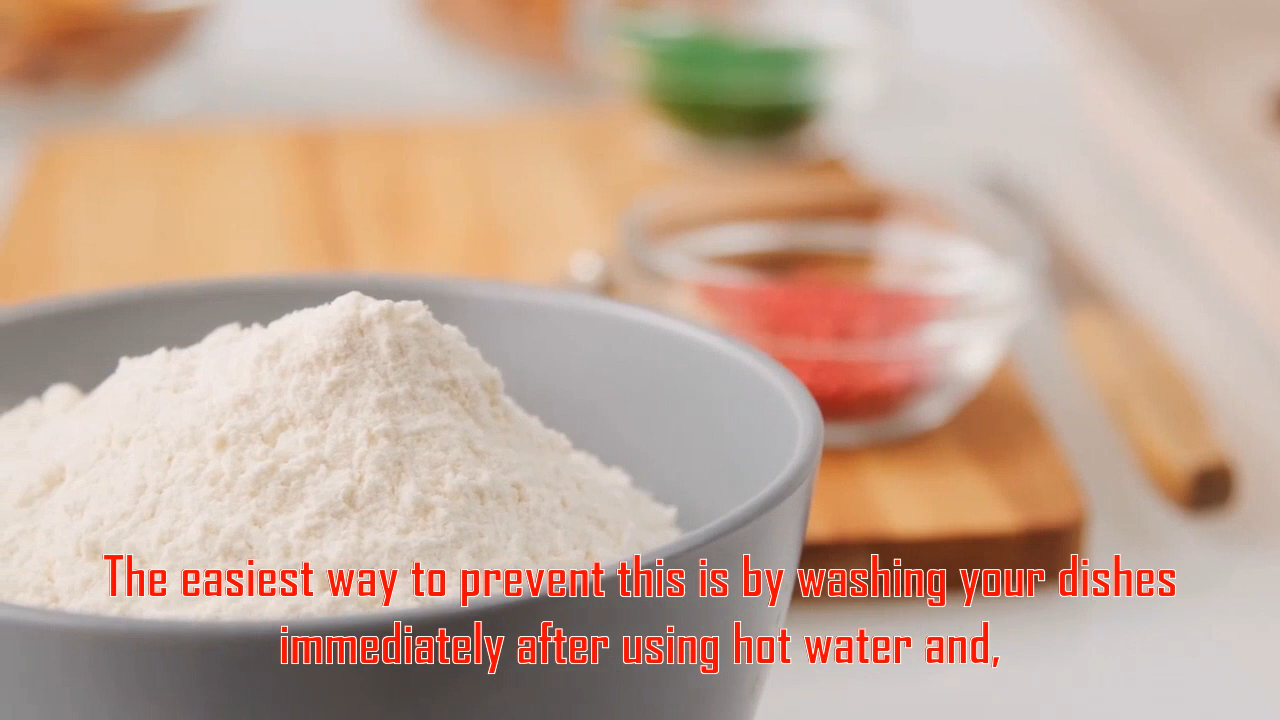 The easiest way to prevent this is by washing your dishes
immediately after using hot water and,